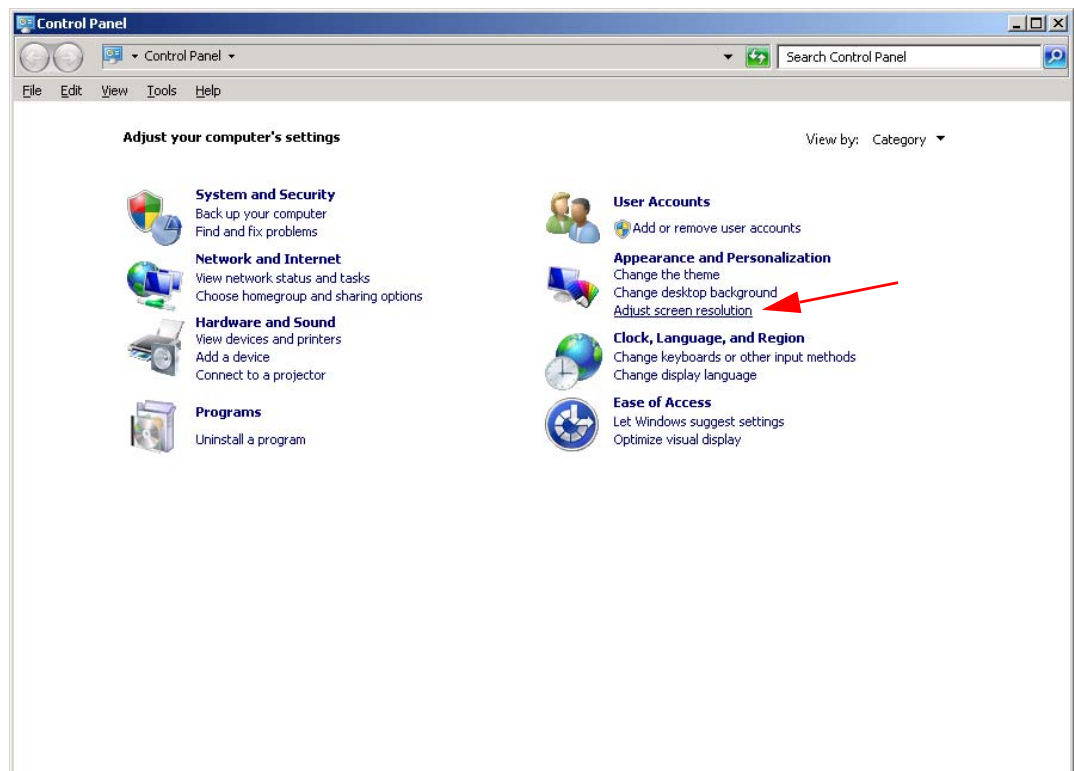 Control Panel
Control Panel
Search Control Panel
File Edit View Tools Help
Adjust your computer's settings
View by: Category
System and Security
Back up your computer
Find and fix problems
Network and Internet
View network status and tasks
Choose homegroup and sharing options
Hardware and Sound
View devices and printers
Add a device
Connect to a projector
Programs
Uninstall a program
User Accounts
Add or remove user accounts
Appearance and Personalization
Change the theme
Change desktop background
Adjust screen resolution
Clock, Language, and Region
Change keyboards or other input methods
Change display language
Ease of Access
Let Windows suggest settings
Optimize visual display